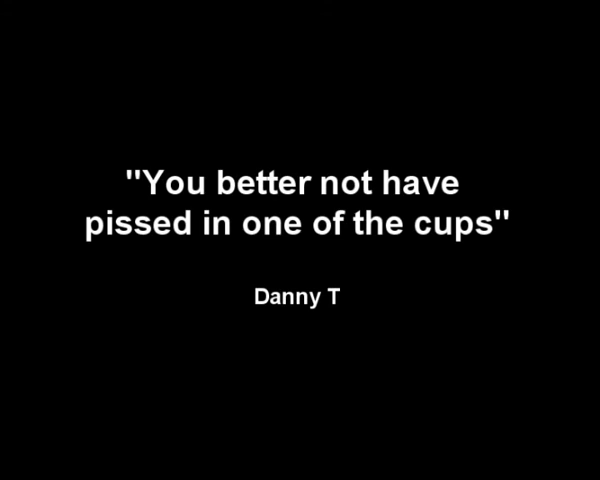 "You better not have
pissed in one of the cups"
Danny T